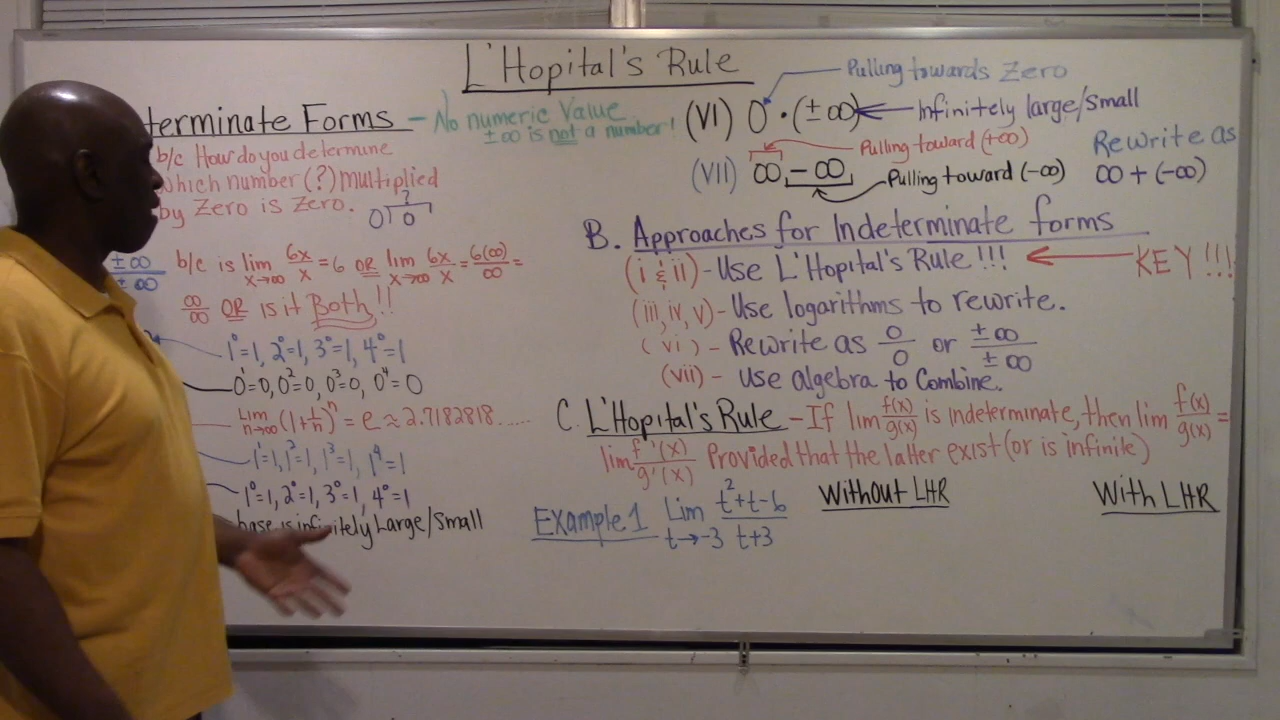 L'Hopital's Rule
terminate Forms - No numeric Value
±∞ is not a number!
b/c How do you determine
which number (?) multiplied
by Zero is Zero.
?
0 0
±∞
±∞
b/c is lim x→∞ 6x/x = 6 OR lim x→∞ 6x/x = 6(∞)/∞ =
∞/∞ OR is it Both!!
1⁰=1, 2⁰=1, 3⁰=1, 4⁰=1
0¹=0, 0²=0, 0³=0, 0⁴=0
Lim n→∞ (1+1/n)ⁿ = e ≈ 2.7182818......
1¹=1, 1²=1, 1³=1, 1⁴=1
1⁰=1, 2⁰=1, 3⁰=1, 4⁰=1
base is infinitely Large/Small
Pulling towards Zero
(VI) 0 · (±∞) Infinitely large/small
Pulling toward (+∞)
(VII) ∞ - ∞ Pulling toward (-∞)
Rewrite as
∞ + (-∞)
B. Approaches for Indeterminate forms
(i & ii) - Use L'Hopital's Rule!!! KEY!!!
(iii, iv, v) - Use logarithms to rewrite.
(vi) - Rewrite as 0/0 or ±∞/±∞
(vii) - Use algebra to Combine.
C. L'Hopital's Rule - If lim f(x)/g(x) is indeterminate, then lim f(x)/g(x) =
lim f'(x)/g'(x) Provided that the latter exist (or is infinite)
Example 1 Lim t→-3 t²+t-6/t+3
Without LHR
With LHR